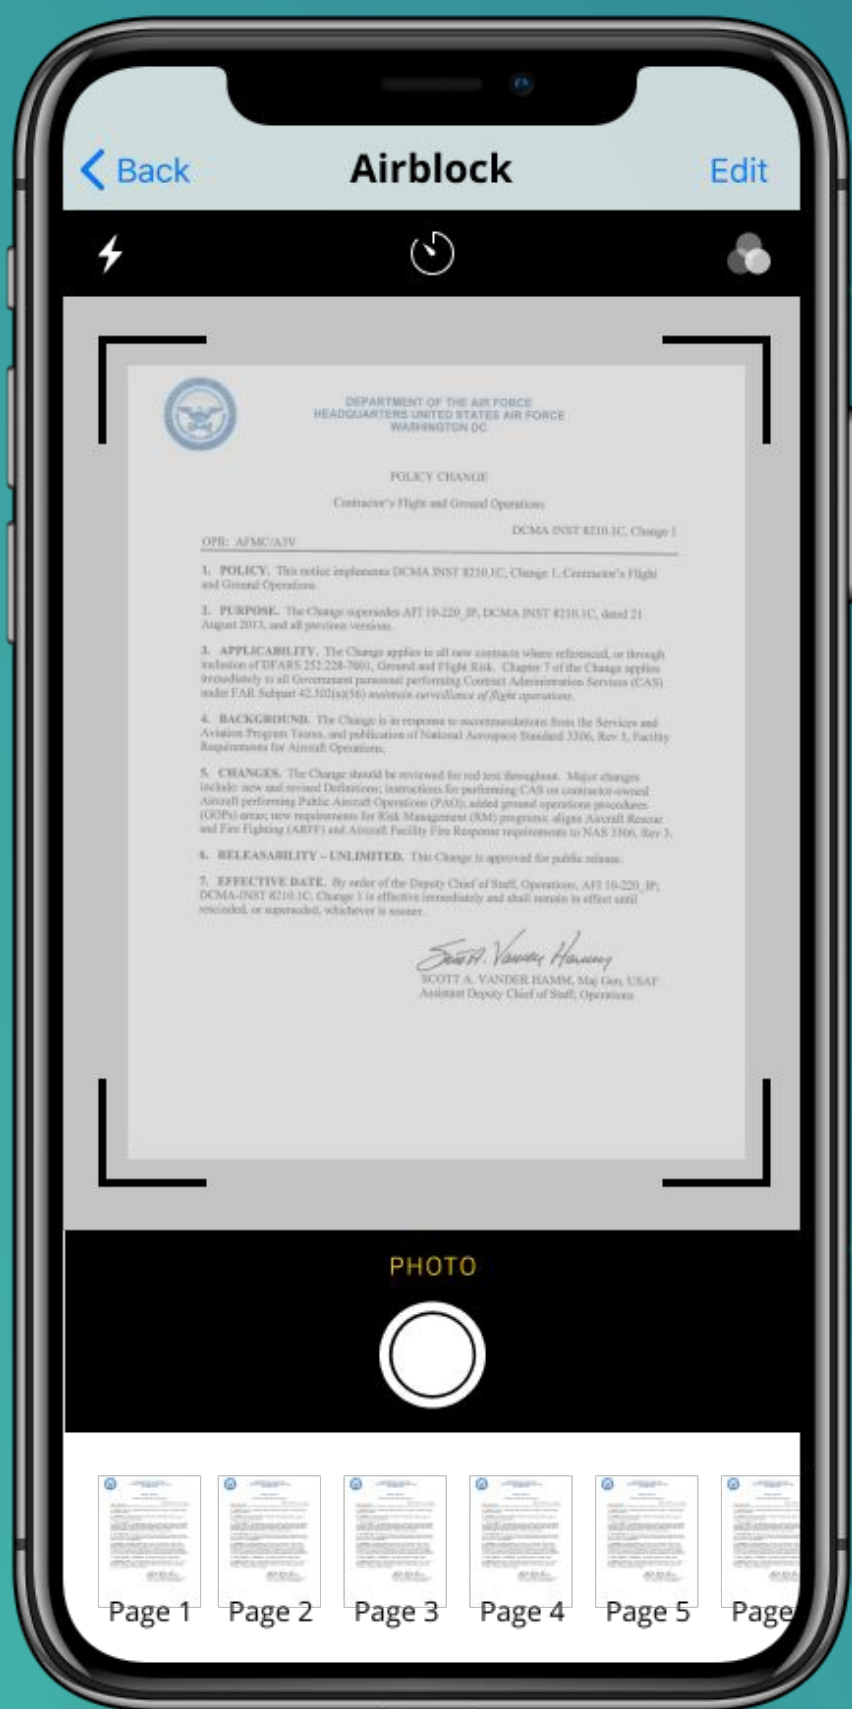 Back
Airblock
Edit
DEPARTMENT OF THE AIR FORCE
HEADQUARTERS UNITED STATES AIR FORCE
WASHINGTON DC
POLICY CHANGE
Contractor's Flight and Ground Operations
DCMA INST 8210.1C, Change 1
OPR: AFMC/A3V
1. POLICY. This notice implements DCMA INST 8210.1C, Change 1, Contractor's Flight
and Ground Operations.
2. PURPOSE. The Change supersedes AFI 10-220_IP, DCMA INST 8210.1C, dated 21
August 2013, and all previous versions.
3. APPLICABILITY. The Change applies to all new contracts where referenced, or through
inclusion of DFARS 252.228-7001, Ground and Flight Risk. Chapter 7 of the Change applies
immediately to all Government personnel performing Contract Administration Services (CAS)
under FAR Subpart 42.302(a)(56) maintain surveillance of flight operations.
4. BACKGROUND. The Change is in response to recommendations from the Services and
Aviation Program Teams, and publication of National Aerospace Standard 3306, Rev 3, Facility
Requirements for Aircraft Operations.
5. CHANGES. The Change should be reviewed for red text throughout. Major changes
include: new and revised Definitions; instructions for performing CAS on contractor-owned
Aircraft performing Public Aircraft Operations (PAO); added ground operations procedures
(GOPs) areas; new requirements for Risk Management (RM) programs; aligns Aircraft Rescue
and Fire Fighting (ARFF) and Aircraft Facility Fire Response requirements to NAS 3306, Rev 3.
6. RELEASABILITY – UNLIMITED. This Change is approved for public release.
7. EFFECTIVE DATE. By order of the Deputy Chief of Staff, Operations, AFI 10-220_IP;
DCMA-INST 8210.1C, Change 1 is effective immediately and shall remain in effect until
rescinded, or superseded, whichever is sooner.
SCOTT A. VANDER HAMM, Maj Gen, USAF
Assistant Deputy Chief of Staff, Operations
PHOTO
Page 1
Page 2
Page 3
Page 4
Page 5
Page